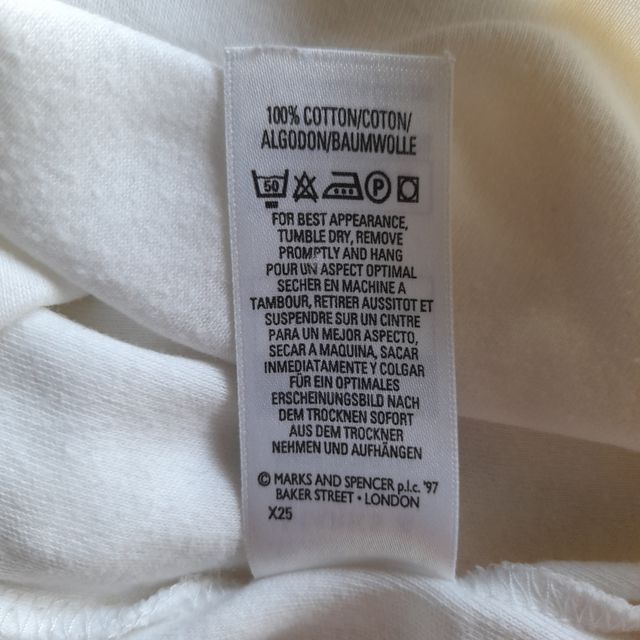 100% COTTON/COTON/
ALGODON/BAUMWOLLE
50 P
FOR BEST APPEARANCE,
TUMBLE DRY, REMOVE
PROMPTLY AND HANG
POUR UN ASPECT OPTIMAL
SECHER EN MACHINE A
TAMBOUR, RETIRER AUSSITOT ET
SUSPENDRE SUR UN CINTRE
PARA UN MEJOR ASPECTO,
SECAR A MAQUINA, SACAR
INMEDIATAMENTE Y COLGAR
FÜR EIN OPTIMALES
ERSCHEINUNGSBILD NACH
DEM TROCKNEN SOFORT
AUS DEM TROCKNER
NEHMEN UND AUFHÄNGEN
© MARKS AND SPENCER p.l.c. '97
BAKER STREET • LONDON
X25